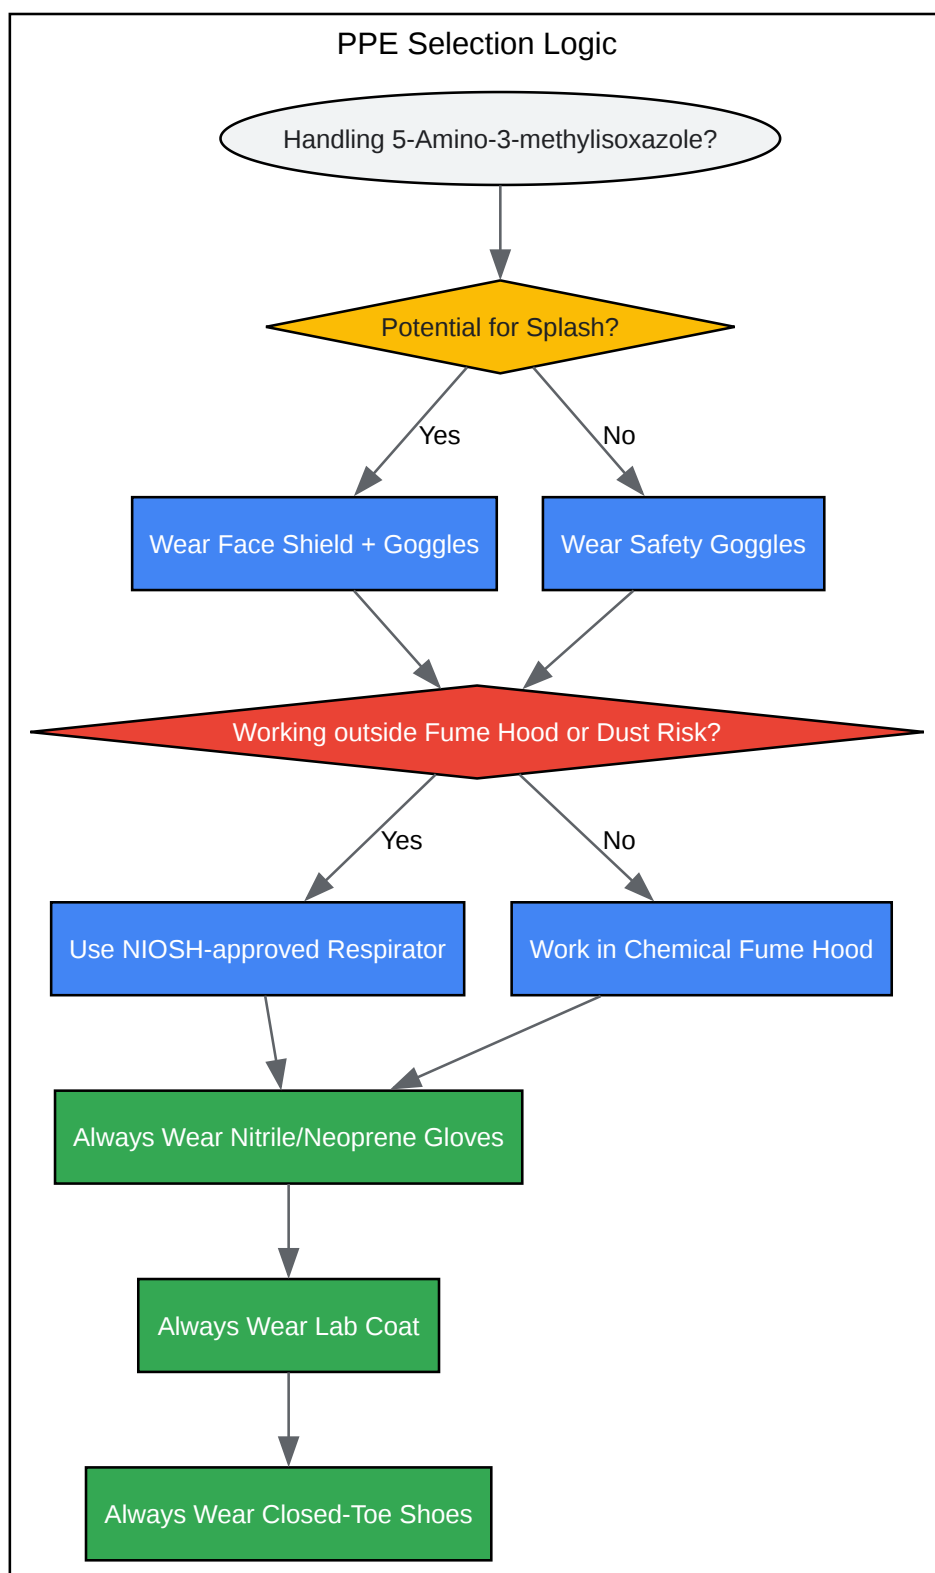 PPE Selection Logic
Handling 5-Amino-3-methylisoxazole?
Potential for Splash?
Yes
No
Wear Face Shield + Goggles
Wear Safety Goggles
Working outside Fume Hood or Dust Risk?
Yes
No
Use NIOSH-approved Respirator
Work in Chemical Fume Hood
Always Wear Nitrile/Neoprene Gloves
Always Wear Lab Coat
Always Wear Closed-Toe Shoes